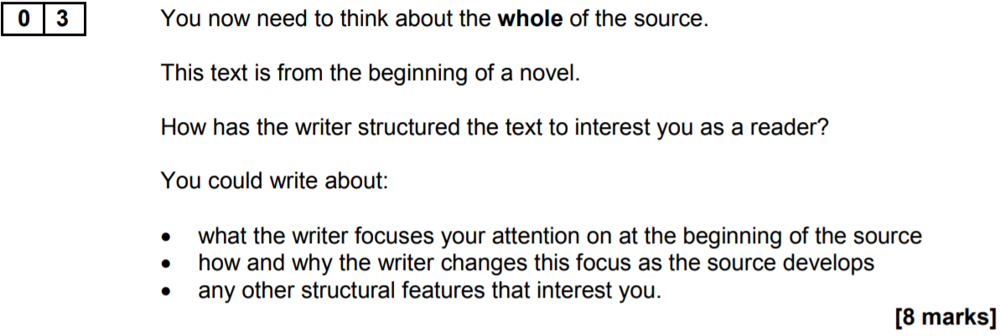 0 3 You now need to think about the whole of the source.
This text is from the beginning of a novel.
How has the writer structured the text to interest you as a reader?
You could write about:
• what the writer focuses your attention on at the beginning of the source
• how and why the writer changes this focus as the source develops
• any other structural features that interest you.
[8 marks]